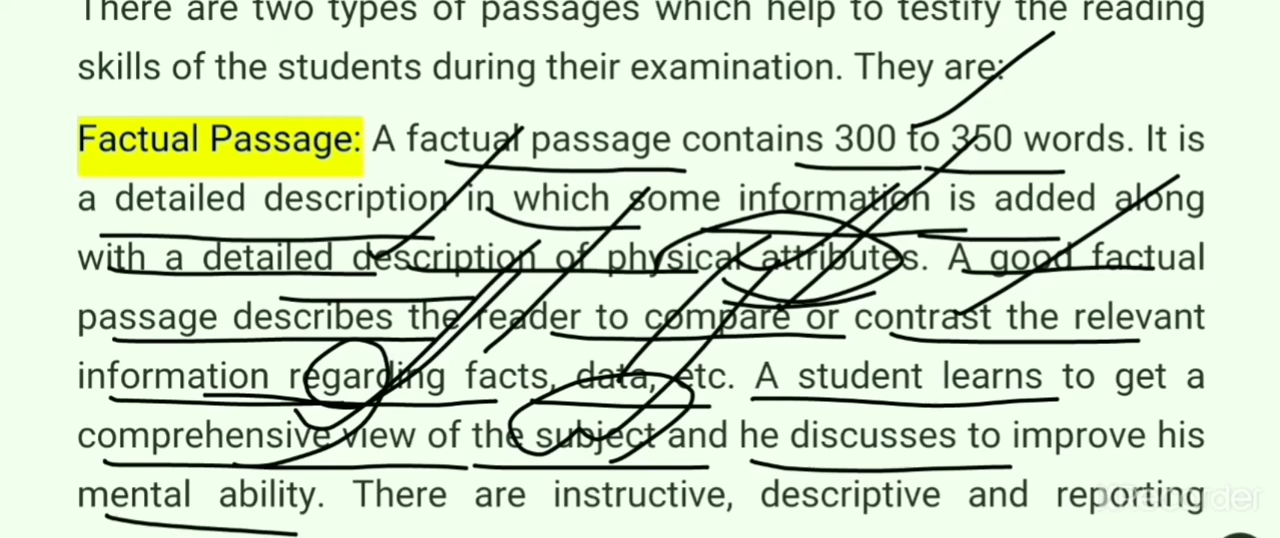 There are two types of passages which help to testify the reading
skills of the students during their examination. They are:
Factual Passage: A factual passage contains 300 to 350 words. It is
a detailed description in which some information is added along
with a detailed description of physical attributes. A good factual
passage describes the reader to compare or contrast the relevant
information regarding facts, data, etc. A student learns to get a
comprehensive view of the subject and he discusses to improve his
mental ability. There are instructive, descriptive and reporting
XRecorder